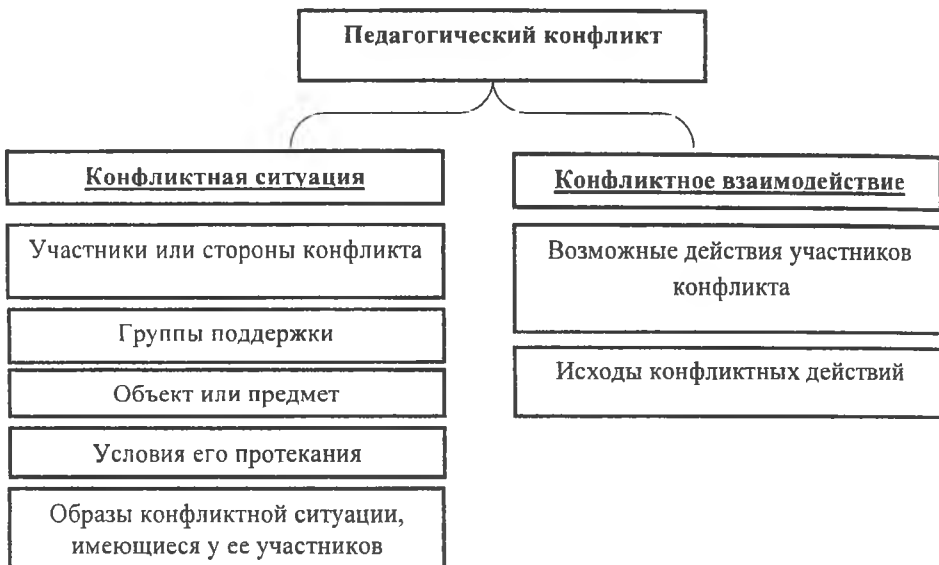 Педагогический конфликт
Конфликтная ситуация
Участники или стороны конфликта
Группы поддержки
Объект или предмет
Условия его протекания
Образы конфликтной ситуации,
имеющиеся у ее участников
Конфликтное взаимодействие
Возможные действия участников
конфликта
Исходы конфликтных действий